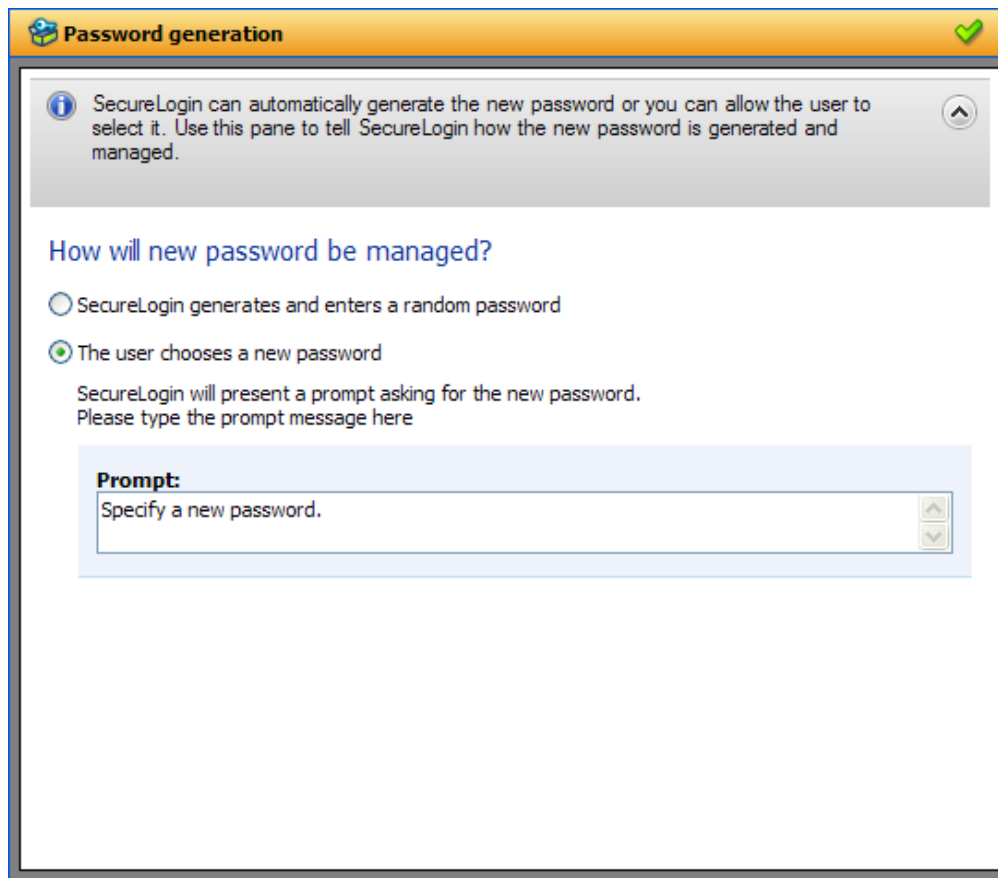 Password generation
SecureLogin can automatically generate the new password or you can allow the user to
select it. Use this pane to tell SecureLogin how the new password is generated and
managed.
How will new password be managed?
SecureLogin generates and enters a random password
The user chooses a new password
SecureLogin will present a prompt asking for the new password.
Please type the prompt message here
Prompt:
Specify a new password.